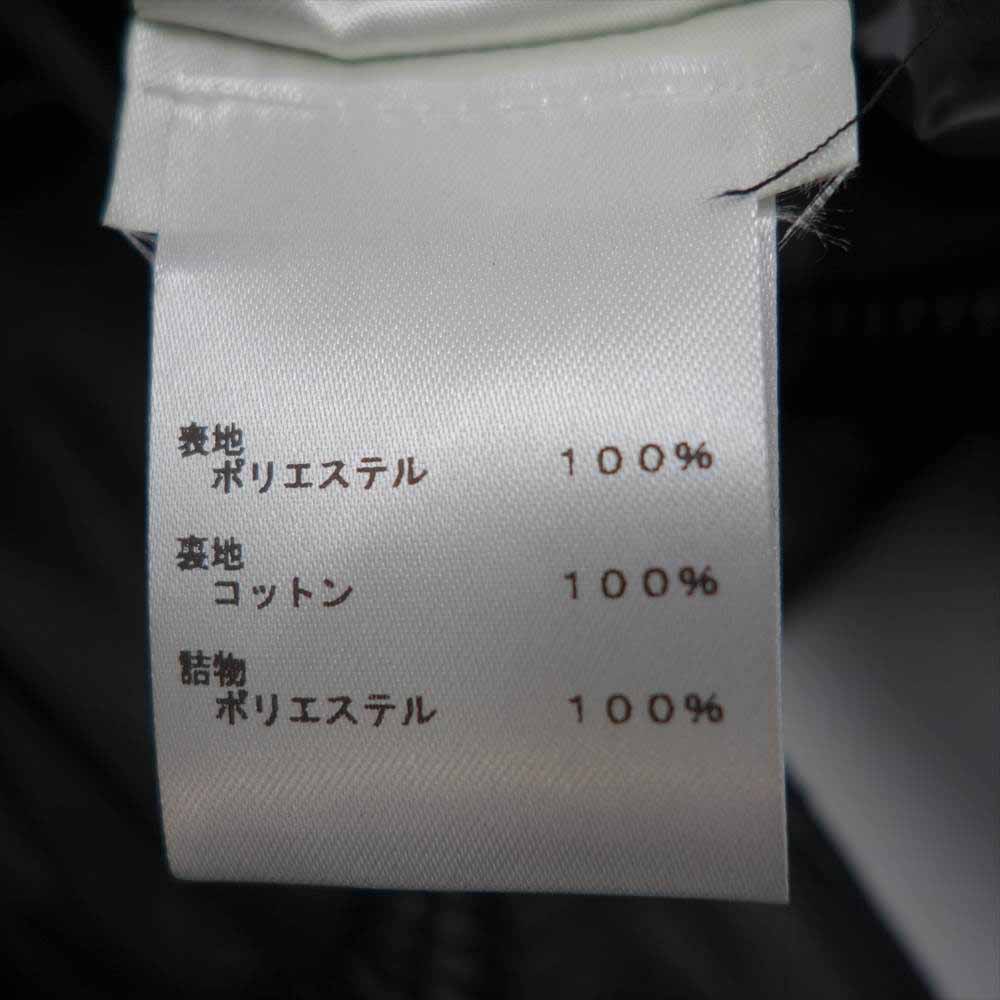 表地
ポリエステル 100%
裏地
コットン 100%
詰物
ポリエステル 100%